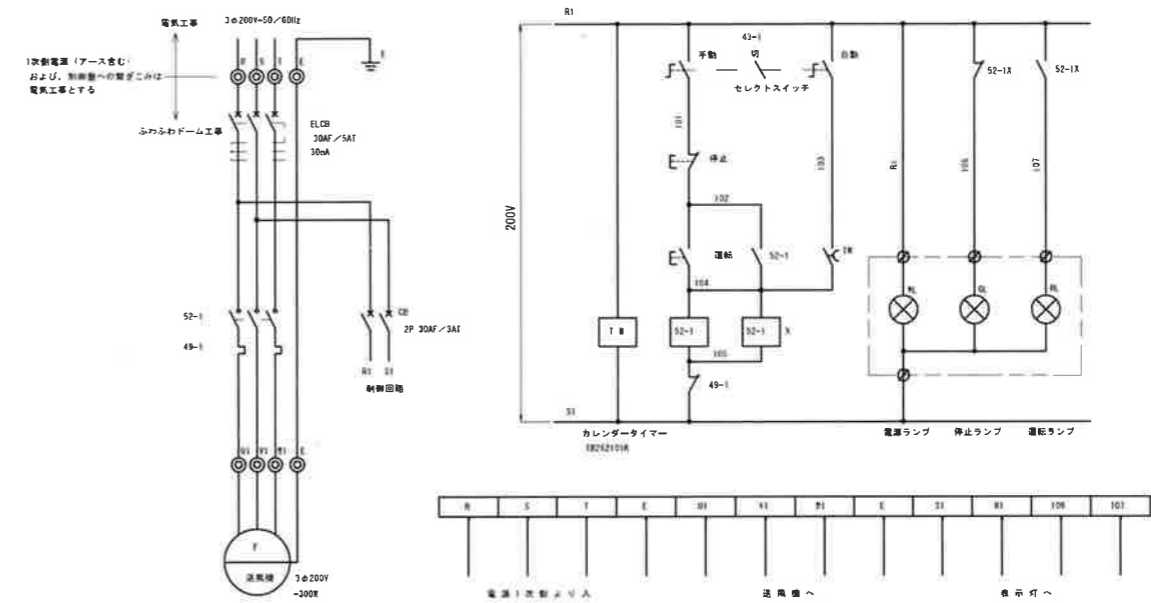 電気工事
3φ200V-50/60Hz
1次側電源（アース含む）
および、別御盤への繋ぎこみは
電気工事とする
R S T E
E
ふわふわドーム工事
ELCB
30AF/5AT
30mA
52-1
49-1
CB
2P 30AF/3AT
R1 S1
制御回路
U1 V1 W1 E
F
送風機
3φ200V
-300W
R1
200V
43-1
手動
切
自動
セレクトスイッチ
101
停止
102
103
運転
52-1
TM
104
TM
52-1
52-1
X
105
49-1
S1
カレンダータイマー
52-1X
52-1X
R1
106
107
WL
GL
RL
電源ランプ
停止ランプ
運転ランプ
R S T E U1 V1 W1 E S1 R1 106 107
電源1次側より入
送風機へ
表示灯へ